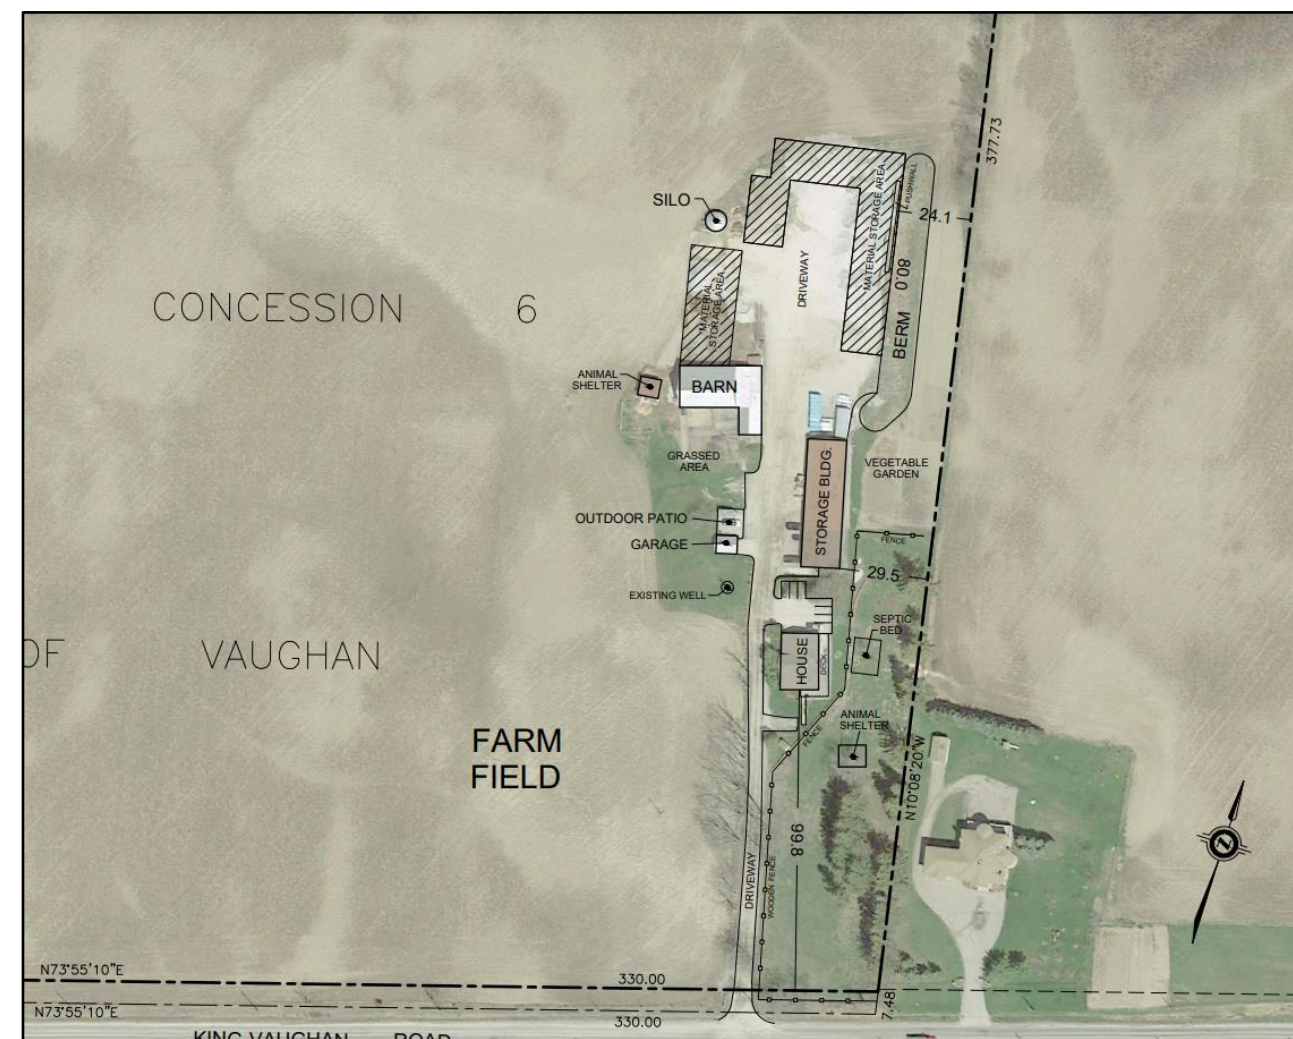 377.73
SILO
PUSHWALL
24.1
MATERIAL STORAGE AREA
DRIVEWAY
80.0
BERM
CONCESSION 6
MATERIAL
STORAGE AREA
ANIMAL
SHELTER
BARN
GRASSED
AREA
VEGETABLE
GARDEN
STORAGE BLDG.
OUTDOOR PATIO
GARAGE
FENCE
29.5
EXISTING WELL
SEPTIC
BED
OF VAUGHAN
HOUSE
DECK
ANIMAL
SHELTER
FENCE
FARM
FIELD
N10°08'20"W
99.8
DRIVEWAY
WOODEN FENCE
Z
N73°55'10"E
330.00
7.48
N73°55'10"E
330.00
KING VAUGHAN ROAD